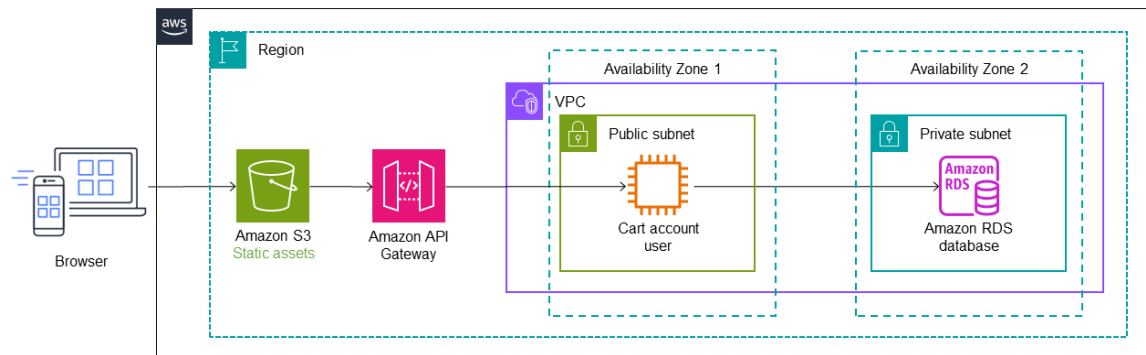 aws
Region
Availability Zone 1
Availability Zone 2
VPC
Public subnet
Private subnet
Amazon
RDS
Amazon S3
Static assets
Amazon API
Gateway
Cart account
user
Amazon RDS
database
Browser